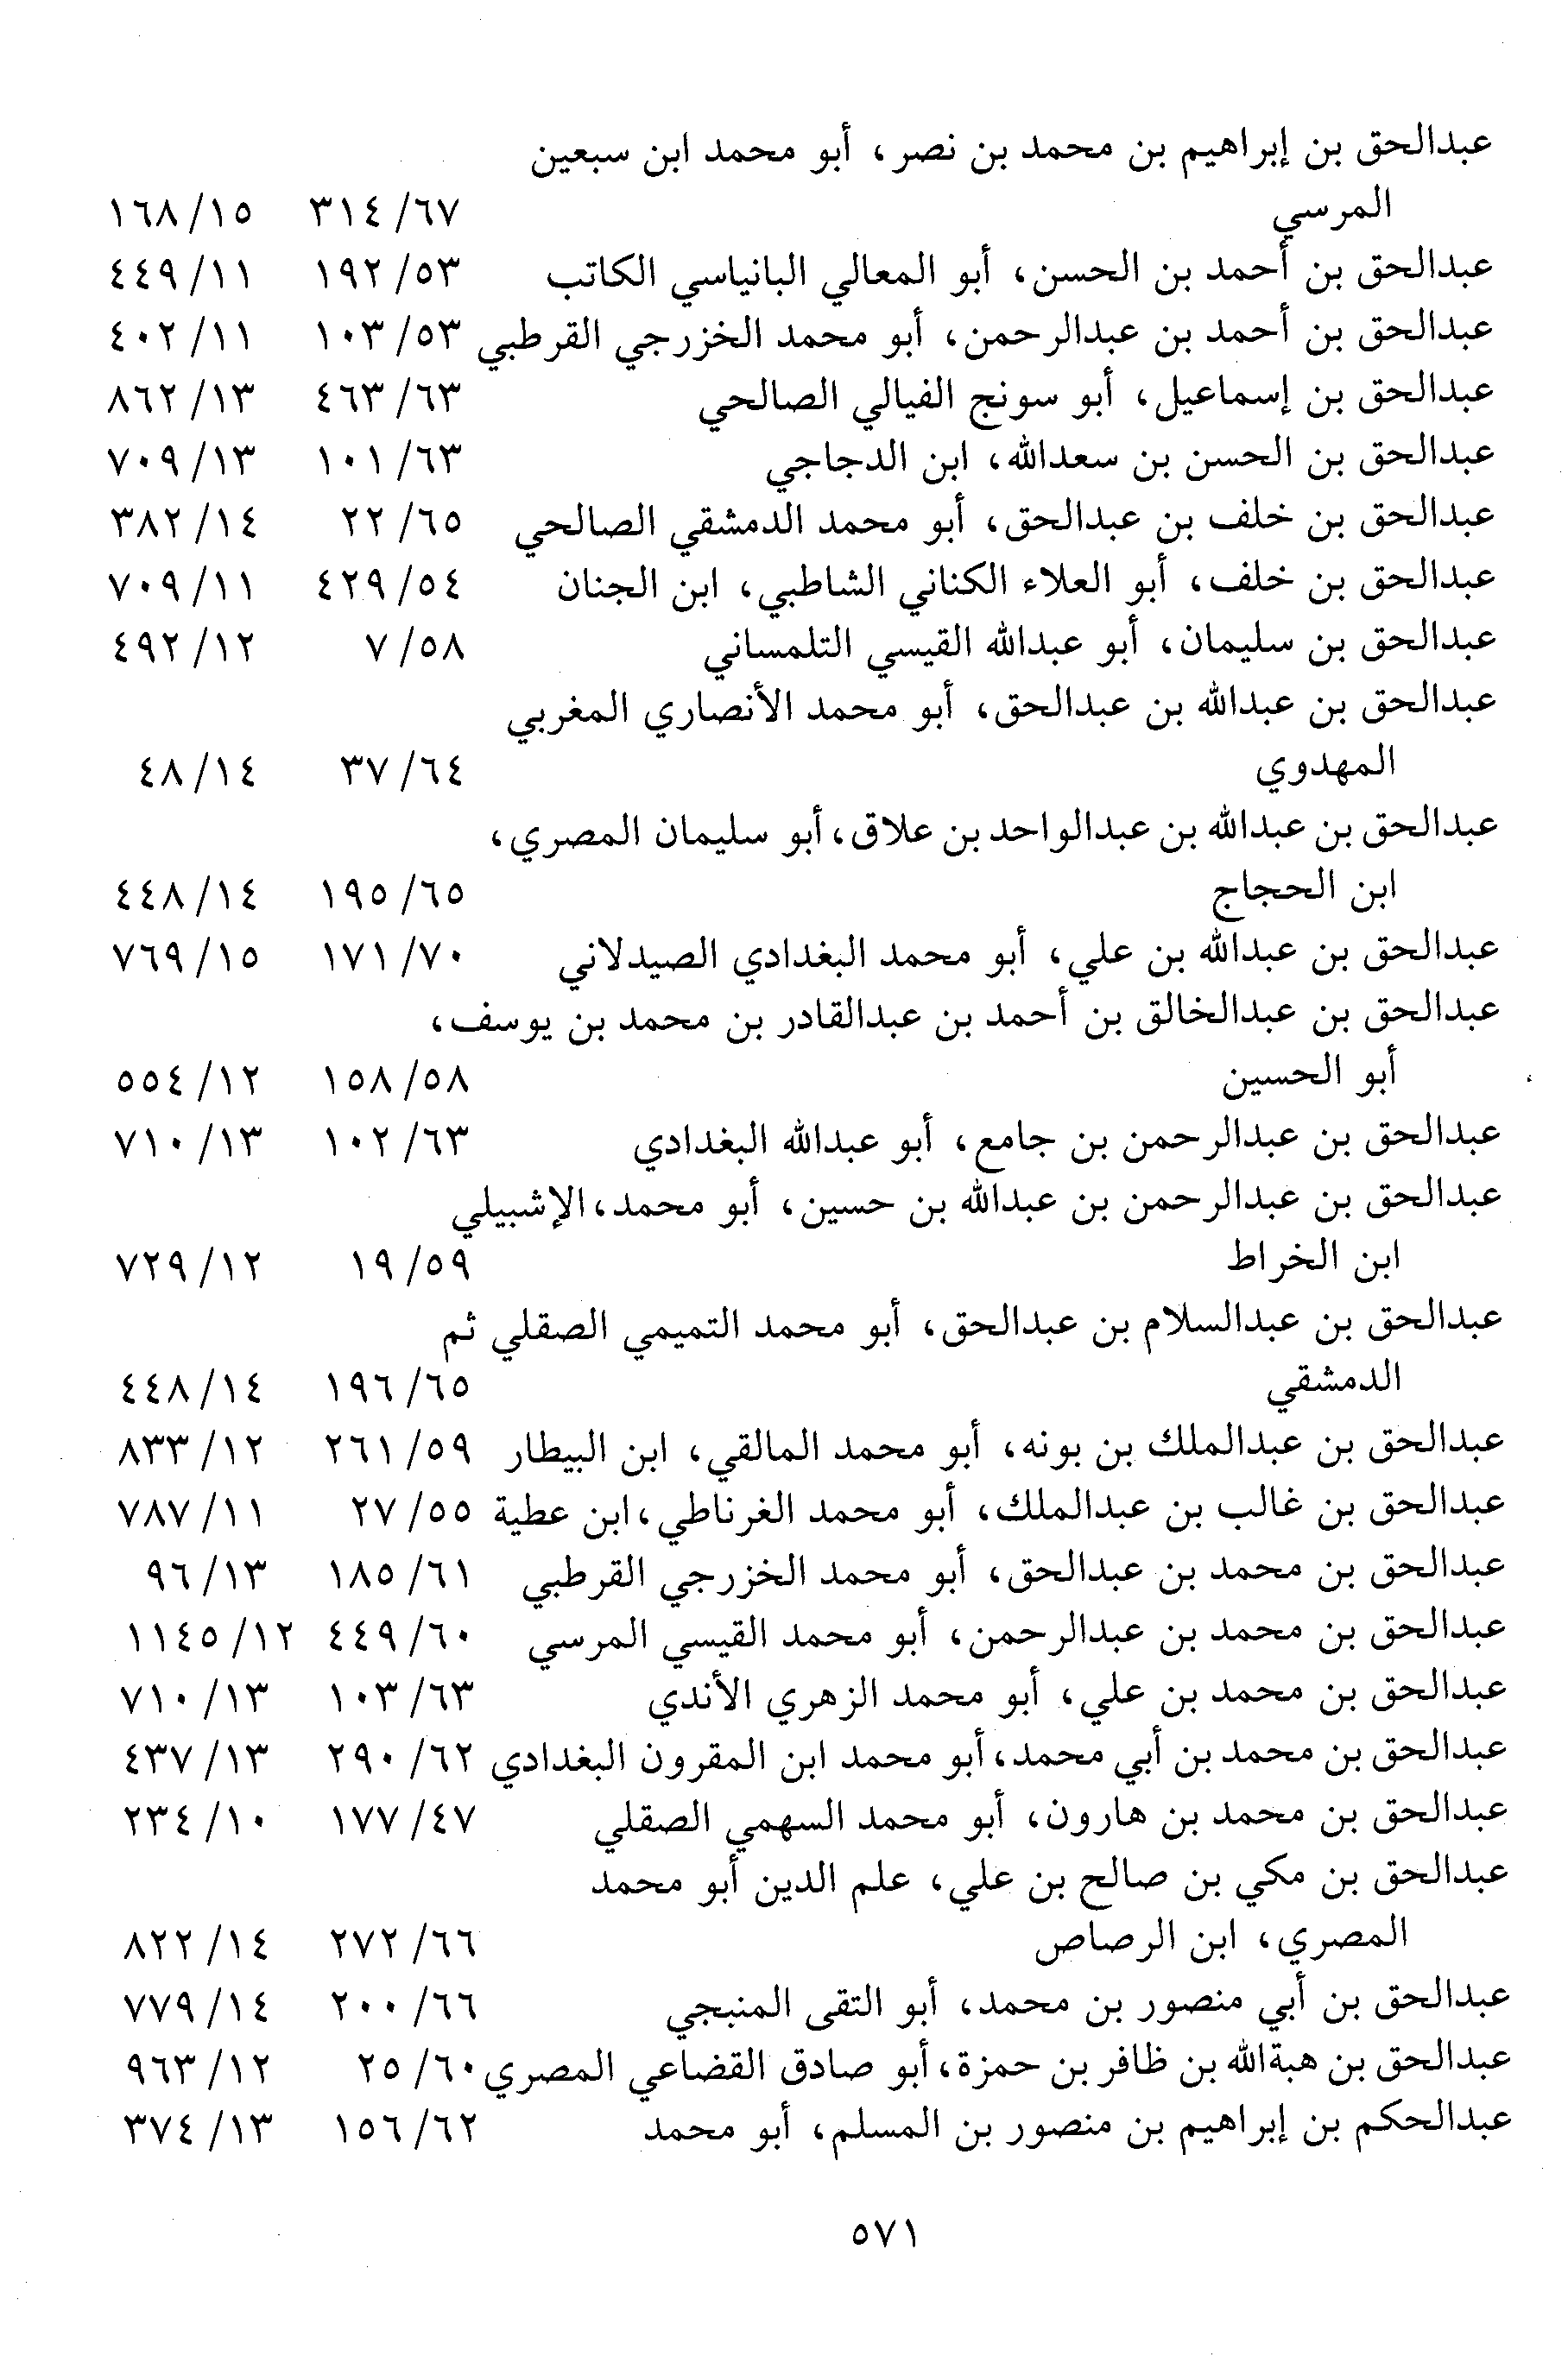 عبدالحق بن إبراهيم بن محمد بن نصر، أبو محمد ابن سبعين
المرسي ٦٧/ ٣١٤ ١٥/ ١٦٨
عبدالحق بن أحمد بن الحسن، أبو المعالي البانياسي الكاتب ٥٣/ ١٩٢ ١١/ ٤٤٩
عبدالحق بن أحمد بن عبدالرحمن، أبو محمد الخزرجي القرطبي ٥٣/ ١٠٣ ١١/ ٤٠٢
عبدالحق بن إسماعيل، أبو سونج الفيالي الصالحي ٦٣/ ٤٦٣ ١٣/ ٨٦٢
عبدالحق بن الحسن بن سعدالله، ابن الدجاجي ٦٣/ ١٠١ ١٣/ ٧٠٩
عبدالحق بن خلف بن عبدالحق، أبو محمد الدمشقي الصالحي ٦٥/ ٢٢ ١٤/ ٣٨٢
عبدالحق بن خلف، أبو العلاء الكناني الشاطبي، ابن الجنان ٥٤/ ٤٢٩ ١١/ ٧٠٩
عبدالحق بن سليمان، أبو عبدالله القيسي التلمساني ٥٨/ ٧ ١٢/ ٤٩٢
عبدالحق بن عبدالله بن عبدالحق، أبو محمد الأنصاري المغربي
المهدوي ٦٤/ ٣٧ ١٤/ ٤٨
عبدالحق بن عبدالله بن عبدالواحد بن علاق، أبو سليمان المصري،
ابن الحجاج ٦٥/ ١٩٥ ١٤/ ٤٤٨
عبدالحق بن عبدالله بن علي، أبو محمد البغدادي الصيدلاني ٧٠/ ١٧١ ١٥/ ٧٦٩
عبدالحق بن عبدالخالق بن أحمد بن عبدالقادر بن محمد بن يوسف،
أبو الحسين ٥٨/ ١٥٨ ١٢/ ٥٥٤
عبدالحق بن عبدالرحمن بن جامع، أبو عبدالله البغدادي ٦٣/ ١٠٢ ١٣/ ٧١٠
عبدالحق بن عبدالرحمن بن عبدالله بن حسين، أبو محمد، الإشبيلي
ابن الخراط ٥٩/ ١٩ ١٢/ ٧٢٩
عبدالحق بن عبدالسلام بن عبدالحق، أبو محمد التميمي الصقلي ثم
الدمشقي ٦٥/ ١٩٦ ١٤/ ٤٤٨
عبدالحق بن عبدالملك بن بونه، أبو محمد المالقي، ابن البيطار ٥٩/ ٢٦١ ١٢/ ٨٣٣
عبدالحق بن غالب بن عبدالملك، أبو محمد الغرناطي، ابن عطية ٥٥/ ٢٧ ١١/ ٧٨٧
عبدالحق بن محمد بن عبدالحق، أبو محمد الخزرجي القرطبي ٦١/ ١٨٥ ١٣/ ٩٦
عبدالحق بن محمد بن عبدالرحمن، أبو محمد القيسي المرسي ٦٠/ ٤٤٩ ١٢/ ١١٤٥
عبدالحق بن محمد بن علي، أبو محمد الزهري الأندي ٦٣/ ١٠٣ ١٣/ ٧١٠
عبدالحق بن محمد بن أبي محمد، أبو محمد ابن المقرون البغدادي ٦٢/ ٢٩٠ ١٣/ ٤٣٧
عبدالحق بن محمد بن هارون، أبو محمد السهمي الصقلي ٤٧/ ١٧٧ ١٠/ ٢٣٤
عبدالحق بن مكي بن صالح بن علي، علم الدين أبو محمد
المصري، ابن الرصاص ٦٦/ ٢٧٢ ١٤/ ٨٢٢
عبدالحق بن أبي منصور بن محمد، أبو التقى المنبجي ٦٦/ ٢٠٠ ١٤/ ٧٧٩
عبدالحق بن هبةالله بن ظافر بن حمزة، أبو صادق القضاعي المصري ٦٠/ ٢٥ ١٢/ ٩٦٣
عبدالحكم بن إبراهيم بن منصور بن المسلم، أبو محمد ٦٢/ ١٥٦ ١٣/ ٣٧٤
٥٧١